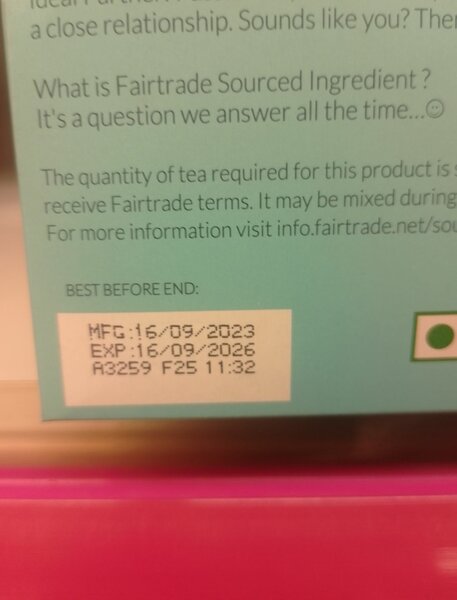 a close relationship. Sounds like you?
What is Fairtrade Sourced Ingredient ?
It's a question we answer all the time...☺
The quantity of tea required for this product is
receive Fairtrade terms. It may be mixed during
For more information visit info.fairtrade.net/sou
BEST BEFORE END:
MFG:16/09/2023
EXP:16/09/2026
A3259 F25 11:32